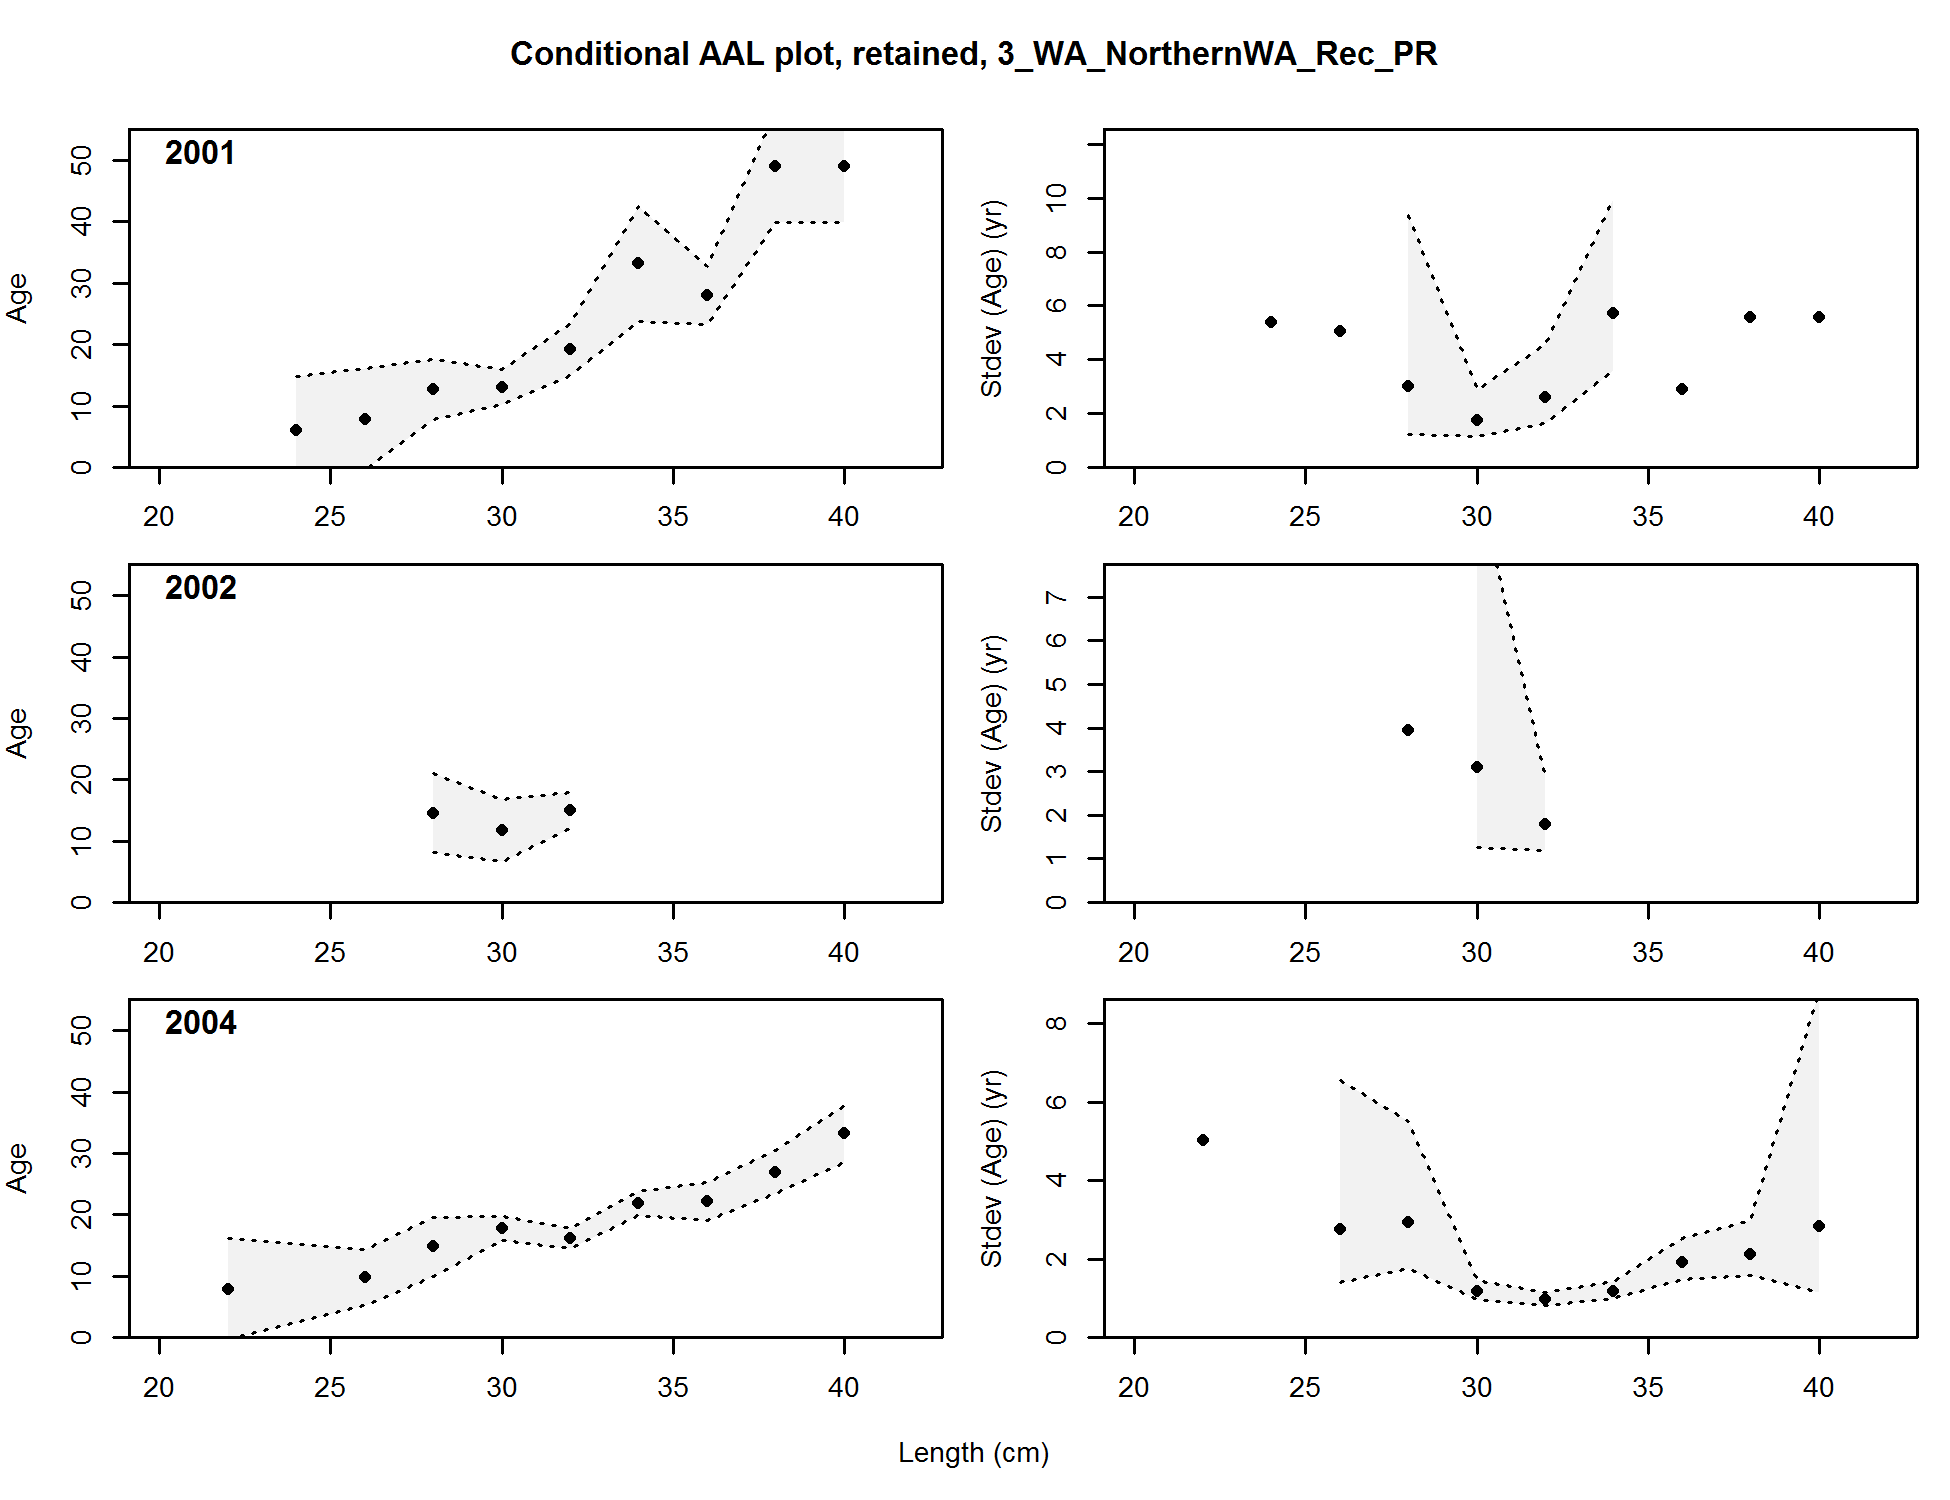 Conditional AAL plot, retained, 3_WA_NorthernWA_Rec_PR
2001
Age
0 10 20 30 40 50
20 25 30 35 40
Stdev (Age) (yr)
0 2 4 6 8 10
20 25 30 35 40
2002
Age
0 10 20 30 40 50
20 25 30 35 40
Stdev (Age) (yr)
0 1 2 3 4 5 6 7
20 25 30 35 40
2004
Age
0 10 20 30 40 50
20 25 30 35 40
Stdev (Age) (yr)
0 2 4 6 8
20 25 30 35 40
Length (cm)